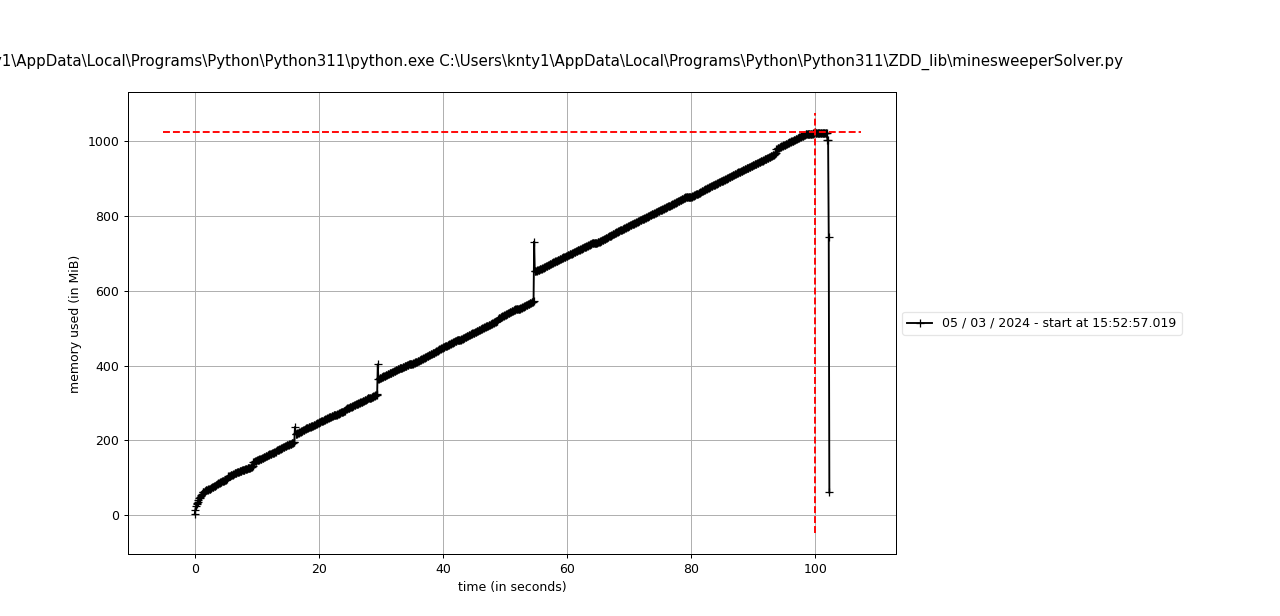 1\AppData\Local\Programs\Python\Python311\python.exe C:\Users\knty1\AppData\Local\Programs\Python\Python311\ZDD_lib\minesweeperSolver.py
1000
800
600
400
200
0
memory used (in MiB)
0 20 40 60 80 100
time (in seconds)
05 / 03 / 2024 - start at 15:52:57.019